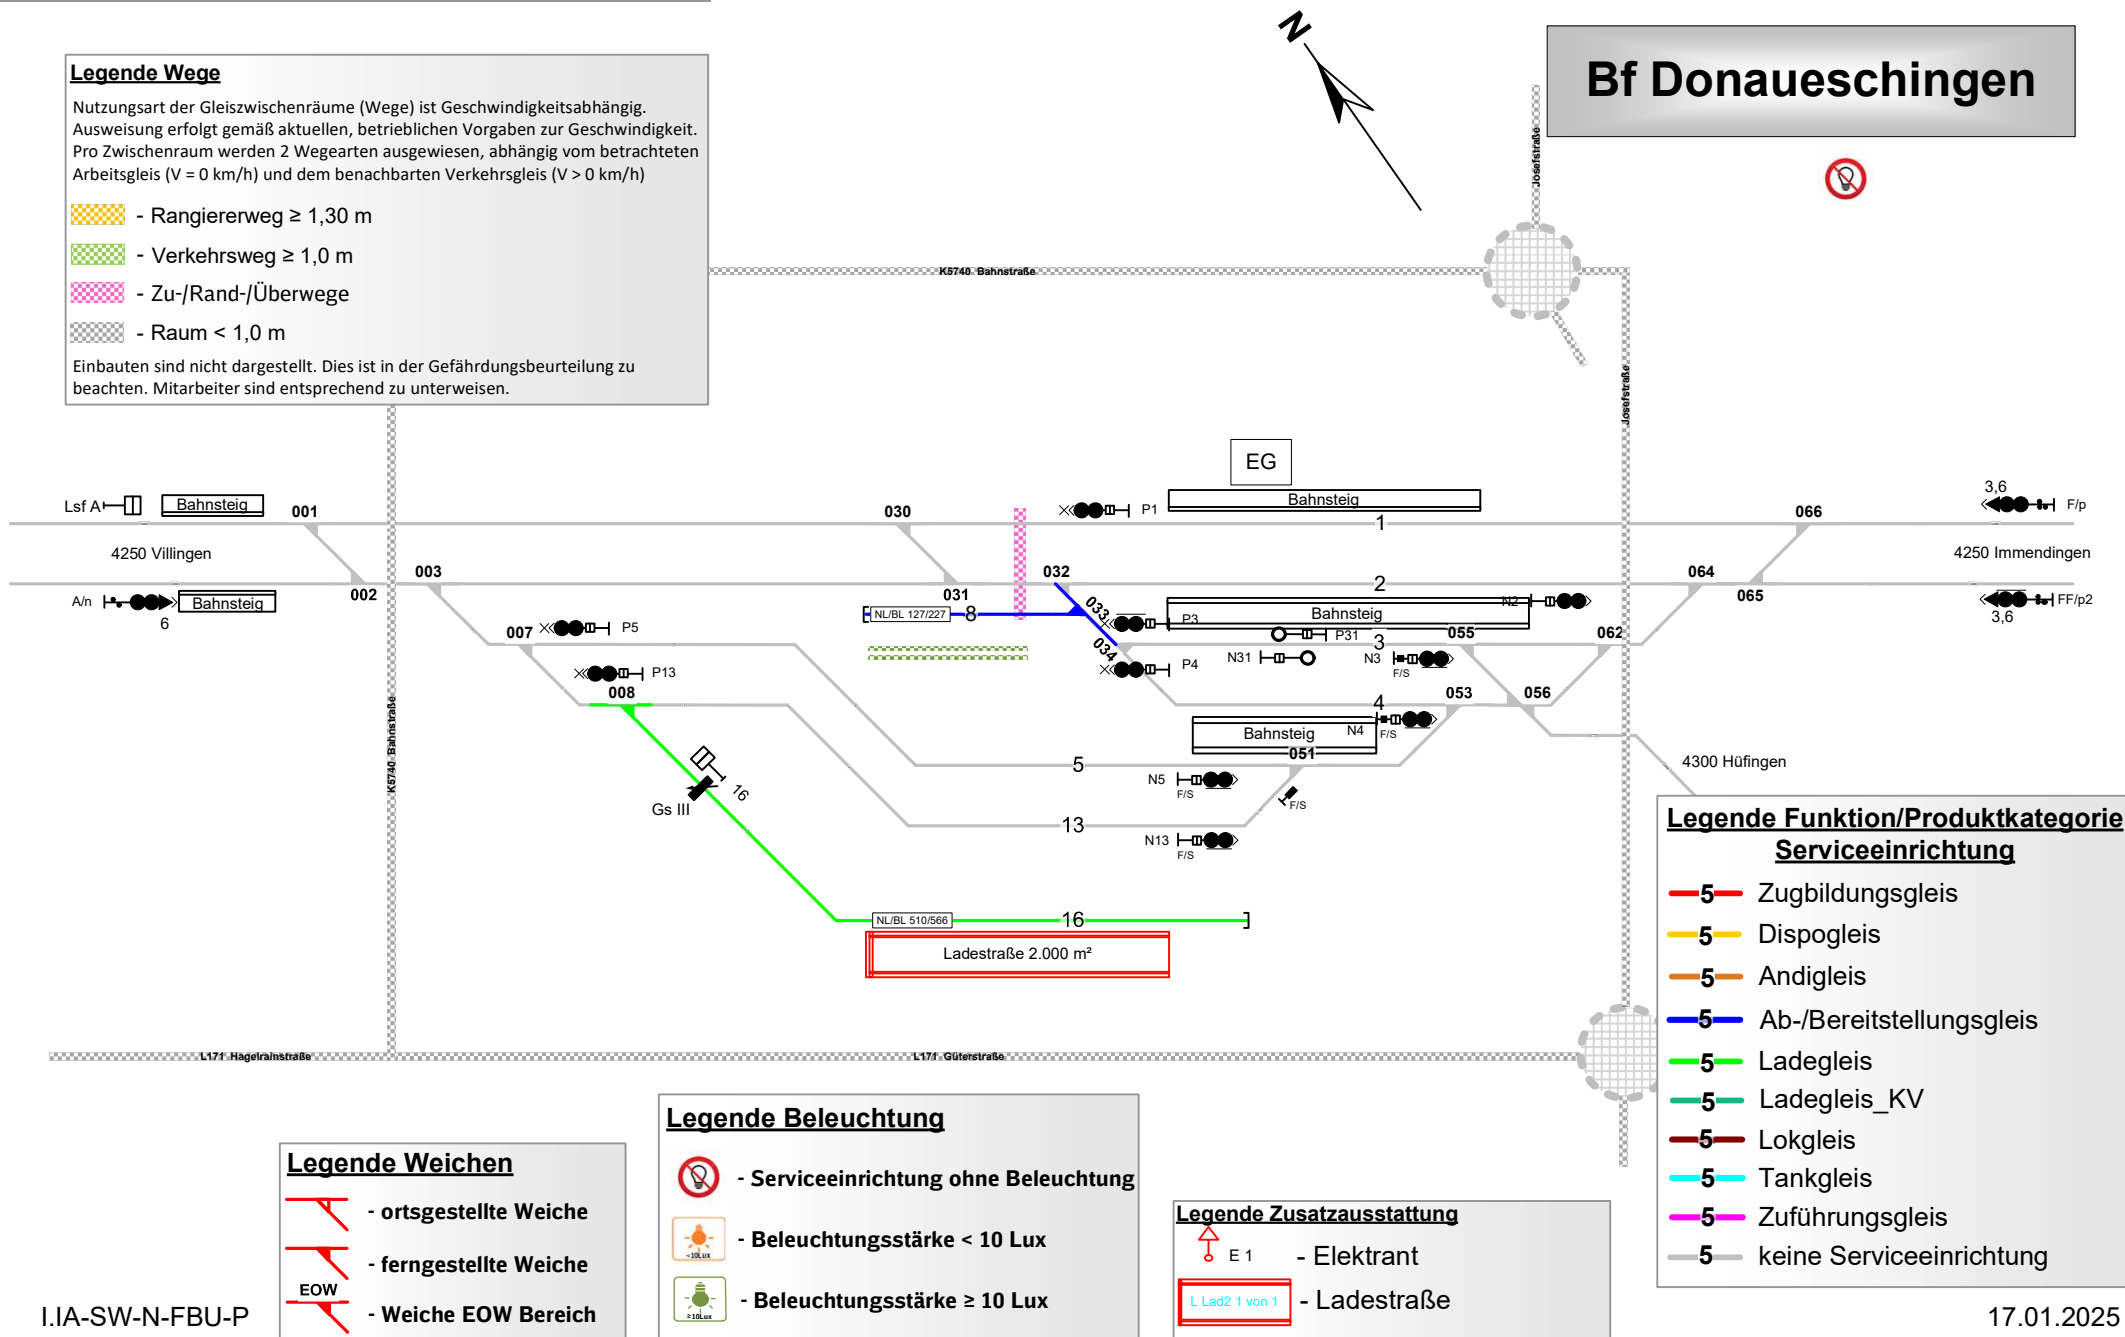 N
Bf Donaueschingen
Legende Wege
Nutzungsart der Gleiszwischenräume (Wege) ist Geschwindigkeitsabhängig.
Ausweisung erfolgt gemäß aktuellen, betrieblichen Vorgaben zur Geschwindigkeit.
Pro Zwischenraum werden 2 Wegearten ausgewiesen, abhängig vom betrachteten
Arbeitsgleis (V = 0 km/h) und dem benachbarten Verkehrsgleis (V > 0 km/h)
- Rangiererweg ≥ 1,30 m
- Verkehrsweg ≥ 1,0 m
- Zu-/Rand-/Überwege
- Raum < 1,0 m
Einbauten sind nicht dargestellt. Dies ist in der Gefährdungsbeurteilung zu
beachten. Mitarbeiter sind entsprechend zu unterweisen.
Josefstraße
K5740 Bahnstraße
Josefstraße
EG
Lsf A
Bahnsteig
001
030
P1
Bahnsteig
1
066
3,6
F/p
4250 Villingen
4250 Immendingen
003
032
2
064
A/n
6
Bahnsteig
002
031
065
NL/BL 127/227
8
033
P3
Bahnsteig
N2
FF/p2
3,6
007
P5
034
P31
3
055
062
N31
N3
F/S
P13
P4
008
4
053
056
K5740 Bahnstraße
Bahnsteig
N4
F/S
051
16
Gs III
5
N5
F/S
F/S
4300 Hüfingen
13
N13
F/S
NL/BL 510/566
16
Ladestraße 2.000 m²
L171 Hagelrainstraße
L171 Güterstraße
Legende Funktion/Produktkategorie
Serviceeinrichtung
5 Zugbildungsgleis
5 Dispogleis
5 Andigleis
5 Ab-/Bereitstellungsgleis
5 Ladegleis
5 Ladegleis_KV
5 Lokgleis
5 Tankgleis
5 Zuführungsgleis
5 keine Serviceeinrichtung
Legende Weichen
- ortsgestellte Weiche
- ferngestellte Weiche
EOW
- Weiche EOW Bereich
Legende Beleuchtung
- Serviceeinrichtung ohne Beleuchtung
<10Lux
- Beleuchtungsstärke < 10 Lux
≥10Lux
- Beleuchtungsstärke ≥ 10 Lux
Legende Zusatzausstattung
E 1 - Elektrant
L Lad2 1 von 1 - Ladestraße
I.IA-SW-N-FBU-P
17.01.2025